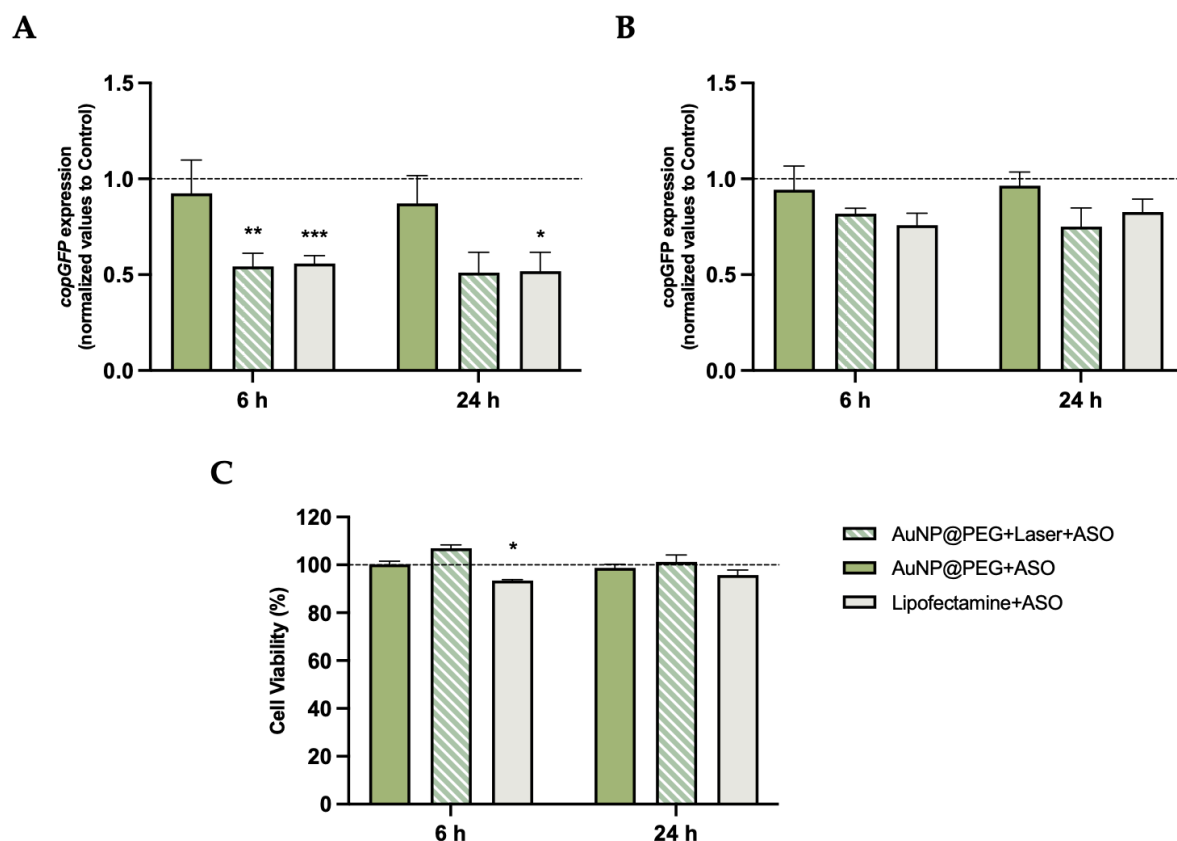 A
copGFP expression
(normalized values to Control)
1.5
1.0
0.5
0.0
**
***
*
6 h
24 h
B
copGFP expression
(normalized values to Control)
1.5
1.0
0.5
0.0
6 h
24 h
C
Cell Viability (%)
120
100
80
60
40
20
0
*
6 h
24 h
AuNP@PEG+Laser+ASO
AuNP@PEG+ASO
Lipofectamine+ASO